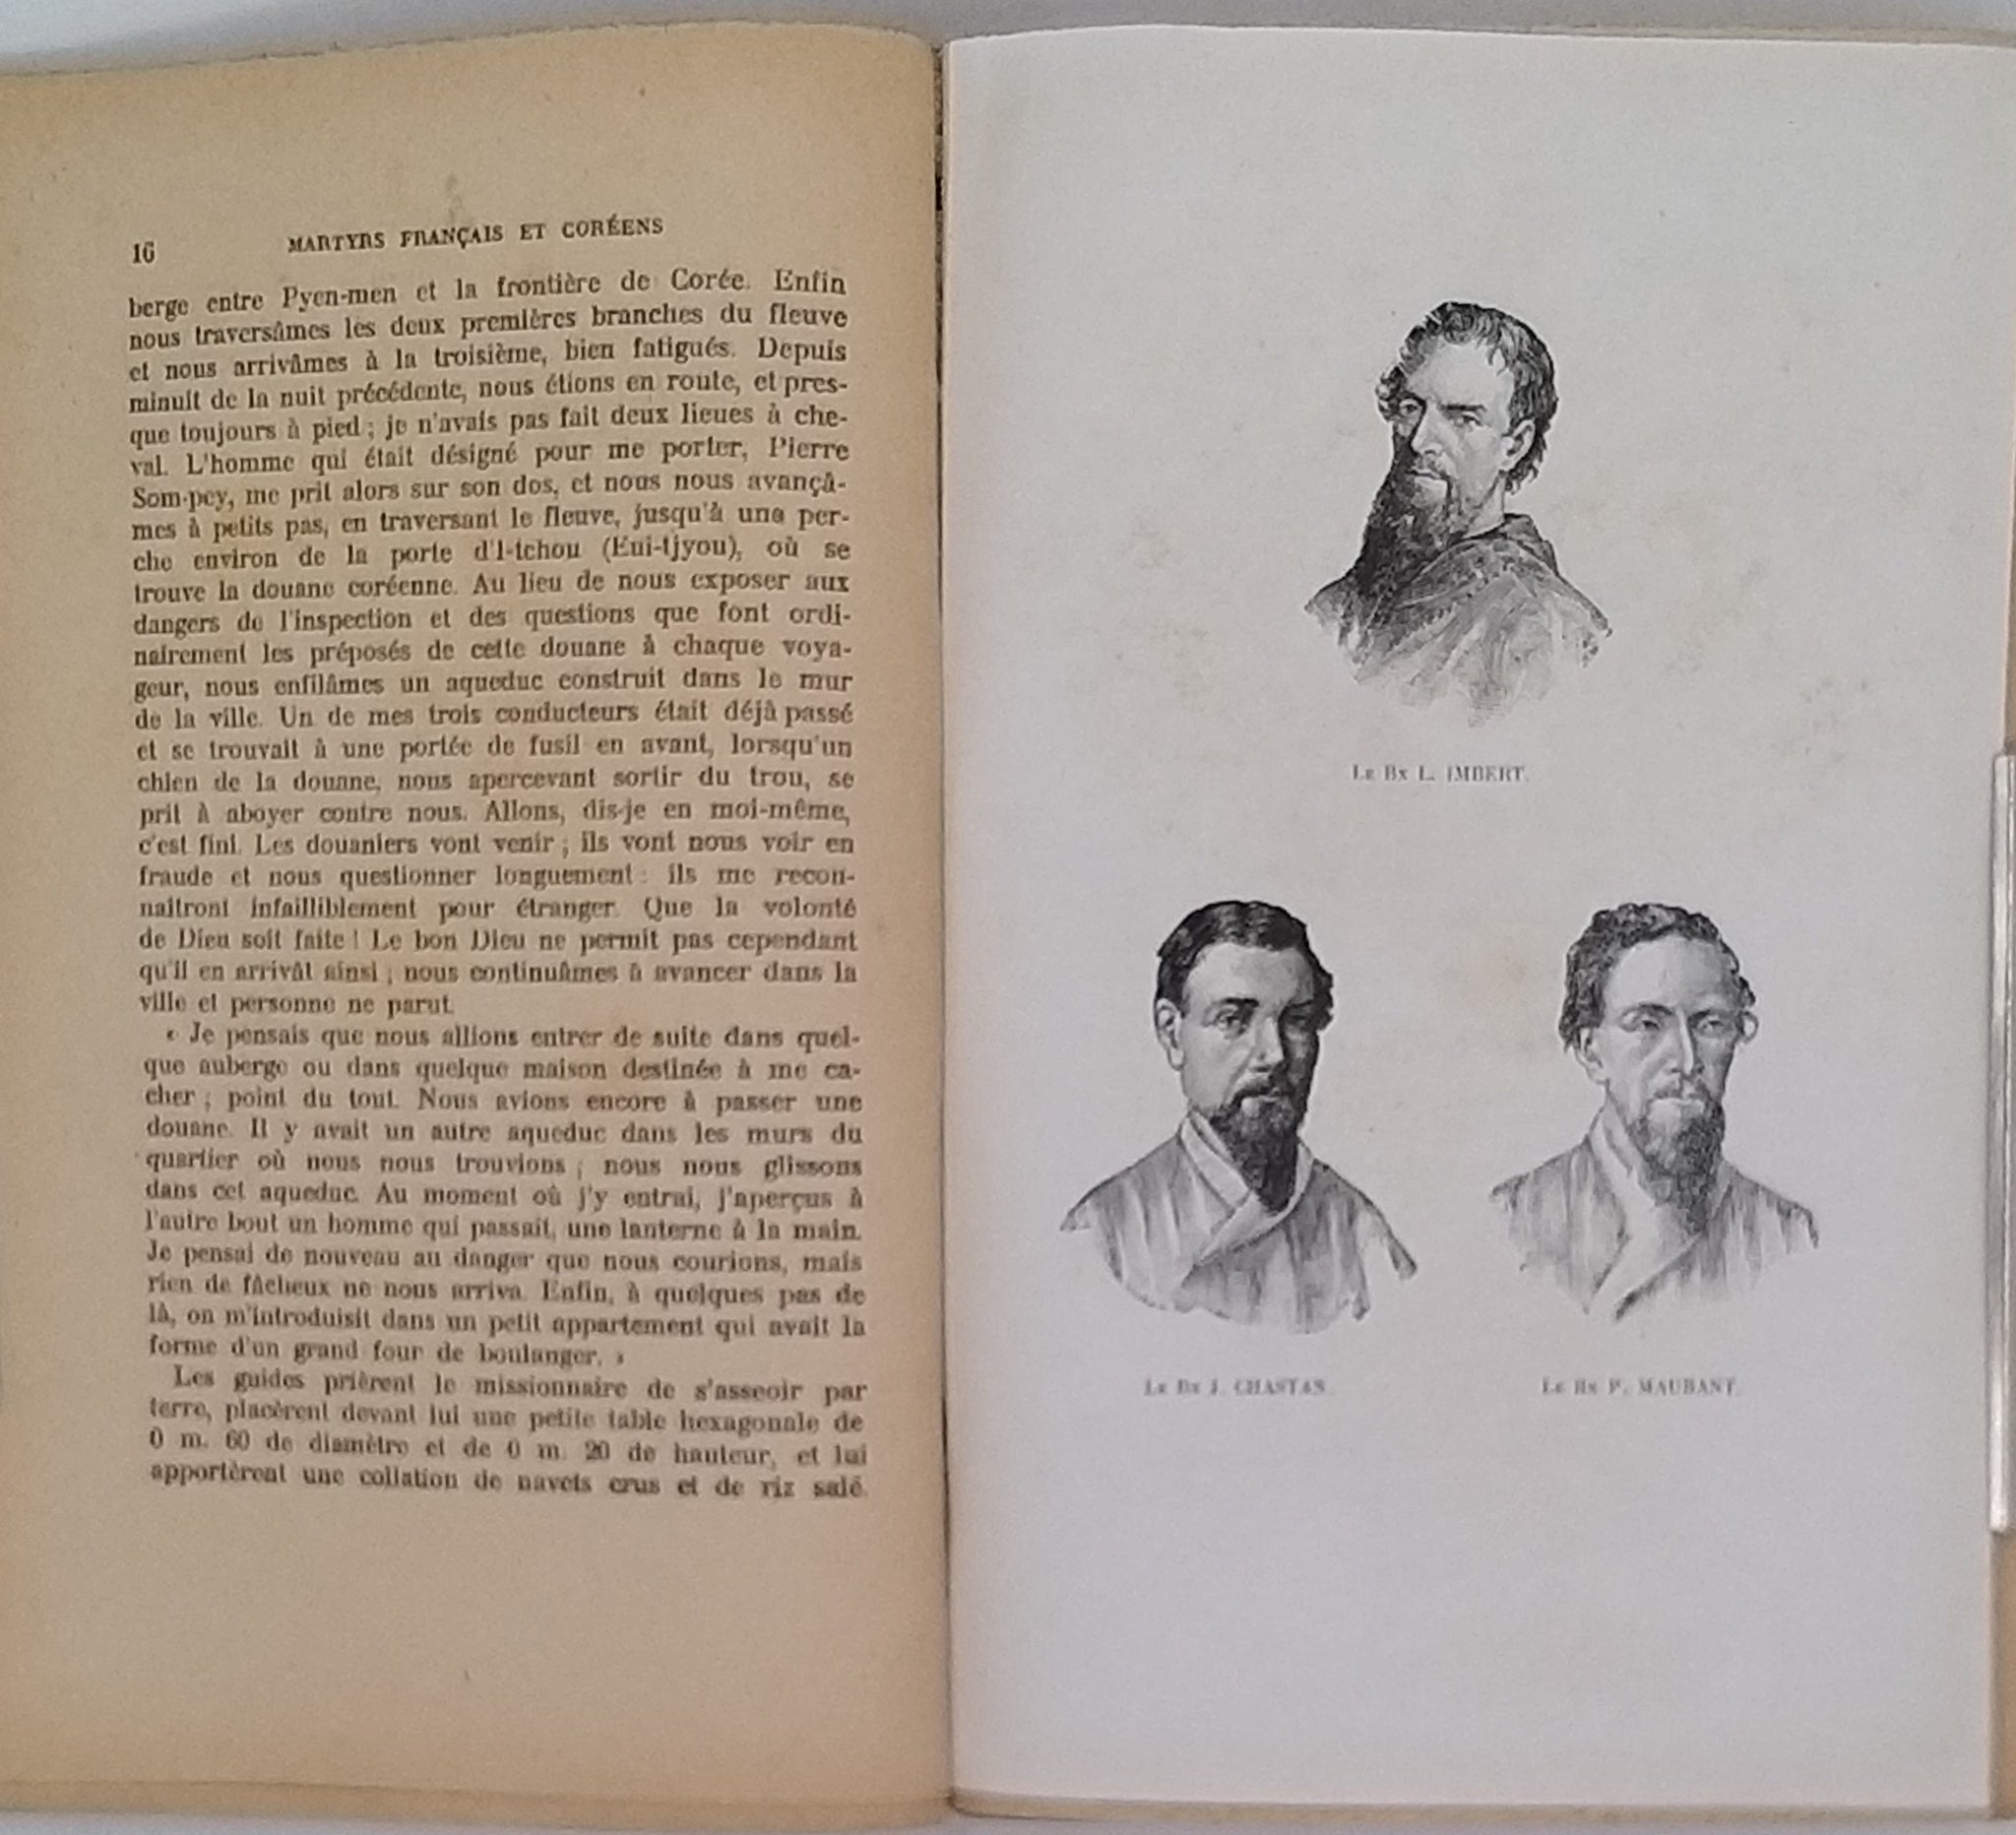 16 MARTYRS FRANÇAIS ET CORÉENS
berge entre Pyen-men et la frontière de Corée. Enfin
nous traversâmes les deux premières branches du fleuve
et nous arrivâmes à la troisième, bien fatigués. Depuis
minuit de la nuit précédente, nous étions en route, et pres-
que toujours à pied ; je n'avais pas fait deux lieues à che-
val. L'homme qui était désigné pour me porter, Pierre
Som-pey, me prit alors sur son dos, et nous nous avançâ-
mes à petits pas, en traversant le fleuve, jusqu'à une per-
che environ de la porte d'I-tchou (Eui-tjyou), où se
trouve la douane coréenne. Au lieu de nous exposer aux
dangers de l'inspection et des questions que font ordi-
nairement les préposés de cette douane à chaque voya-
geur, nous enfilâmes un aqueduc construit dans le mur
de la ville. Un de mes trois conducteurs était déjà passé
et se trouvait à une portée de fusil en avant, lorsqu'un
chien de la douane, nous apercevant sortir du trou, se
prit à aboyer contre nous. Allons, dis-je en moi-même,
c'est fini. Les douaniers vont venir ; ils vont nous voir en
fraude et nous questionner longuement : ils me recon-
naîtront infailliblement pour étranger. Que la volonté
de Dieu soit faite ! Le bon Dieu ne permit pas cependant
qu'il en arrivât ainsi ; nous continuâmes à avancer dans la
ville et personne ne parut.
« Je pensais que nous allions entrer de suite dans quel-
que auberge ou dans quelque maison destinée à me ca-
cher ; point du tout. Nous avions encore à passer une
douane. Il y avait un autre aqueduc dans les murs du
quartier où nous nous trouvions ; nous nous glissons
dans cet aqueduc. Au moment où j'y entrai, j'aperçus à
l'autre bout un homme qui passait, une lanterne à la main.
Je pensai de nouveau au danger que nous courions, mais
rien de fâcheux ne nous arriva. Enfin, à quelques pas de
là, on m'introduisit dans un petit appartement qui avait la
forme d'un grand four de boulanger. »
Les guides prièrent le missionnaire de s'asseoir par
terre, placèrent devant lui une petite table hexagonale de
0 m. 60 de diamètre et de 0 m. 20 de hauteur, et lui
apportèrent une collation de navets crus et de riz salé.
LE BX L. IMBERT.
LE BX J. CHASTAN
LE BX P. MAUBANT.